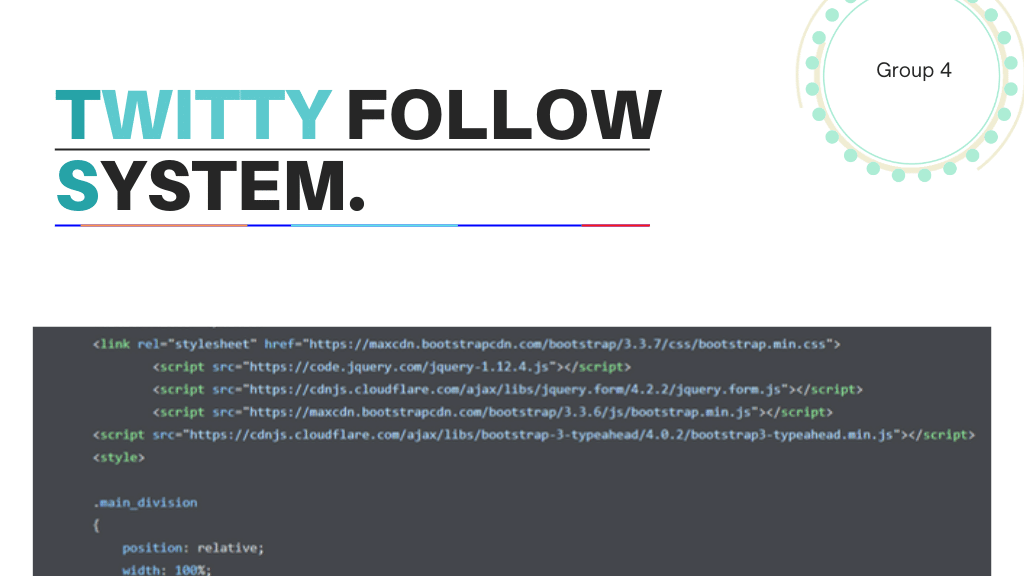 Group 4
TWITTY FOLLOW
SYSTEM.
<link rel="stylesheet" href="https://maxcdn.bootstrapcdn.com/bootstrap/3.3.7/css/bootstrap.min.css">
<script src="https://code.jquery.com/jquery-1.12.4.js"></script>
<script src="https://cdnjs.cloudflare.com/ajax/libs/jquery.form/4.2.2/jquery.form.js"></script>
<script src="https://maxcdn.bootstrapcdn.com/bootstrap/3.3.6/js/bootstrap.min.js"></script>
<script src="https://cdnjs.cloudflare.com/ajax/libs/bootstrap-3-typeahead/4.0.2/bootstrap3-typeahead.min.js"></script>
<style>
.main_division
{
position: relative;
width: 100%;